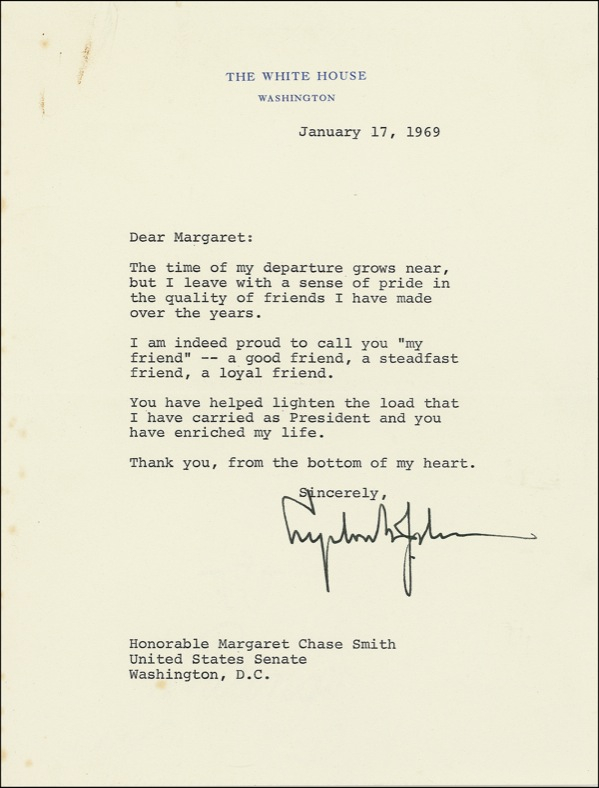 THE WHITE HOUSE
WASHINGTON
January 17, 1969
Dear Margaret:
The time of my departure grows near,
but I leave with a sense of pride in
the quality of friends I have made
over the years.
I am indeed proud to call you "my
friend" -- a good friend, a steadfast
friend, a loyal friend.
You have helped lighten the load that
I have carried as President and you
have enriched my life.
Thank you, from the bottom of my heart.
Sincerely,
Lyndon B. Johnson
Honorable Margaret Chase Smith
United States Senate
Washington, D.C.